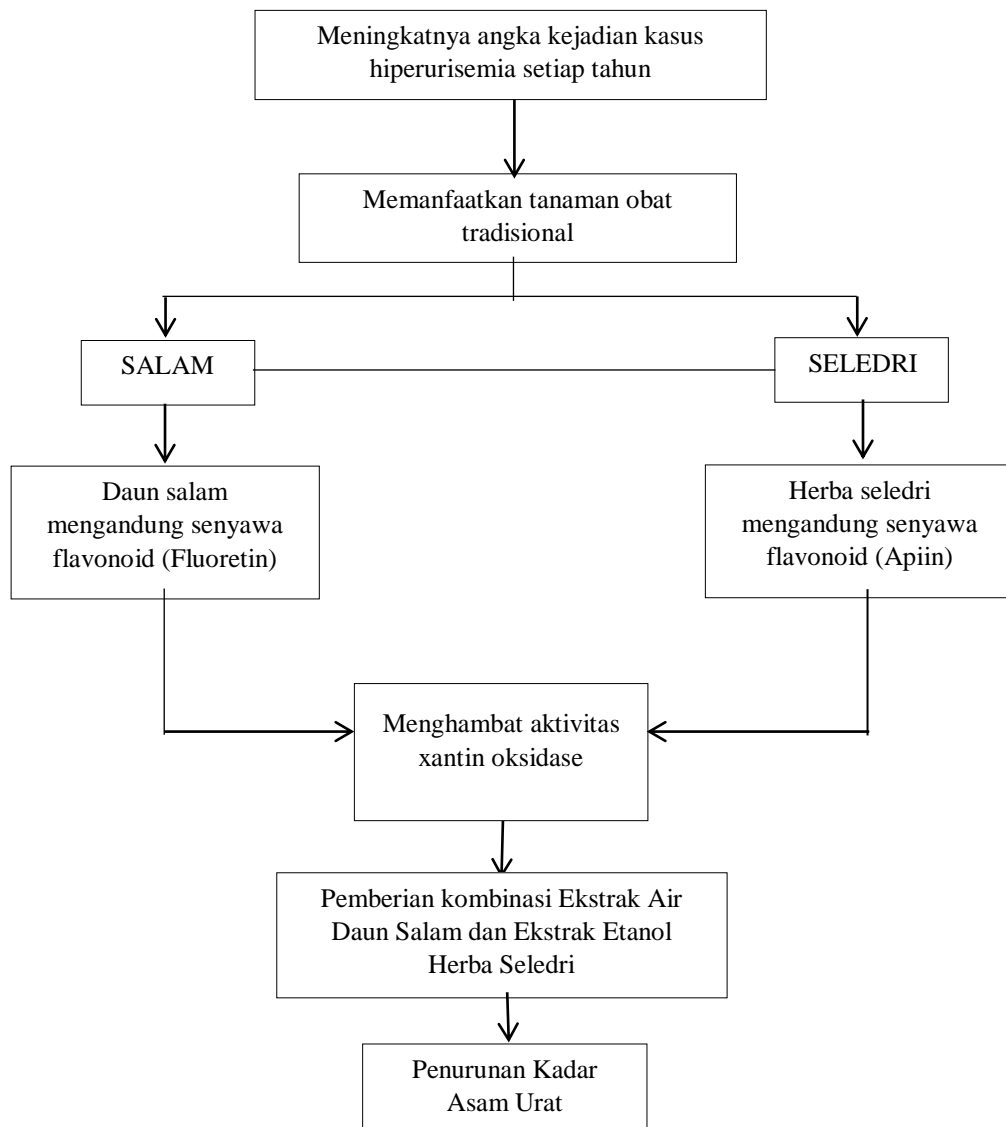 Meningkatnya angka kejadian kasus
hiperurisemia setiap tahun
Memanfaatkan tanaman obat
tradisional
SALAM
SELEDRI
Daun salam
mengandung senyawa
flavonoid (Fluoretin)
Herba seledri
mengandung senyawa
flavonoid (Apiin)
Menghambat aktivitas
xantin oksidase
Pemberian kombinasi Ekstrak Air
Daun Salam dan Ekstrak Etanol
Herba Seledri
Penurunan Kadar
Asam Urat